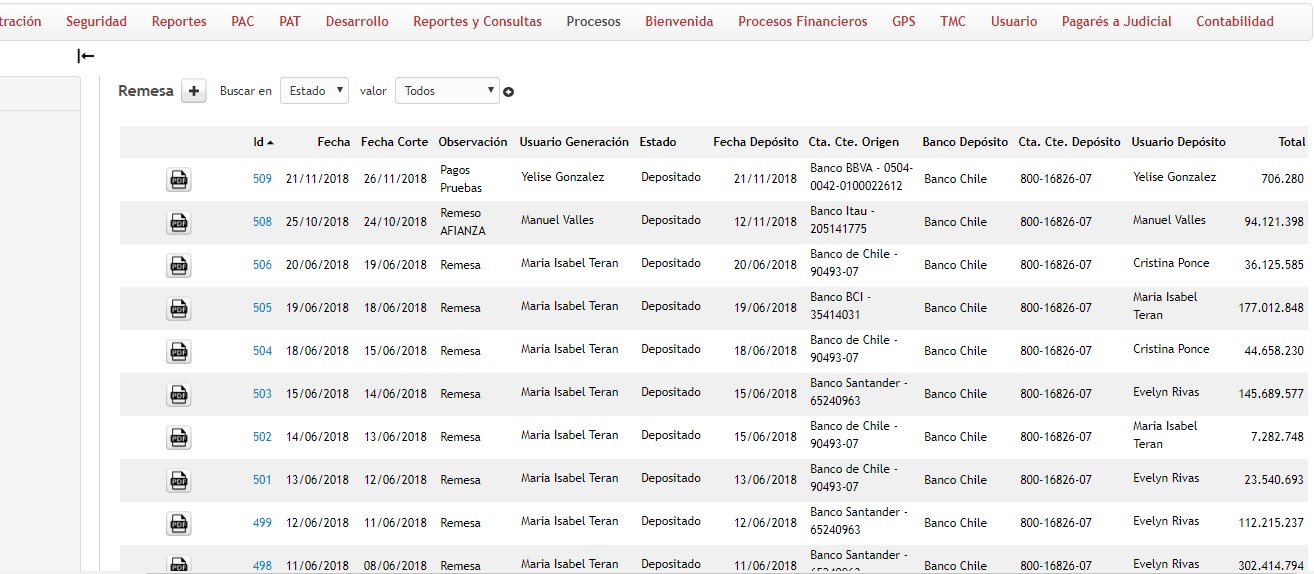 tración Seguridad Reportes PAC PAT Desarrollo Reportes y Consultas Procesos Bienvenida Procesos Financieros GPS TMC Usuario Pagarés a Judicial Contabilidad
Remesa Buscar en Estado valor Todos
Id Fecha Fecha Corte Observación Usuario Generación Estado Fecha Depósito Cta. Cte. Origen Banco Depósito Cta. Cte. Depósito Usuario Depósito Total
PDF 509 21/11/2018 26/11/2018 Pagos Pruebas Yelise Gonzalez Depositado 21/11/2018 Banco BBVA - 0504-0042-0100022612 Banco Chile 800-16826-07 Yelise Gonzalez 706.280
PDF 508 25/10/2018 24/10/2018 Remeso AFIANZA Manuel Valles Depositado 12/11/2018 Banco Itau - 205141775 Banco Chile 800-16826-07 Manuel Valles 94.121.398
PDF 506 20/06/2018 19/06/2018 Remesa Maria Isabel Teran Depositado 20/06/2018 Banco de Chile - 90493-07 Banco Chile 800-16826-07 Cristina Ponce 36.125.585
PDF 505 19/06/2018 18/06/2018 Remesa Maria Isabel Teran Depositado 19/06/2018 Banco BCI - 35414031 Banco Chile 800-16826-07 Maria Isabel Teran 177.012.848
PDF 504 18/06/2018 15/06/2018 Remesa Maria Isabel Teran Depositado 18/06/2018 Banco de Chile - 90493-07 Banco Chile 800-16826-07 Cristina Ponce 44.658.230
PDF 503 15/06/2018 14/06/2018 Remesa Maria Isabel Teran Depositado 15/06/2018 Banco Santander - 65240963 Banco Chile 800-16826-07 Evelyn Rivas 145.689.577
PDF 502 14/06/2018 13/06/2018 Remesa Maria Isabel Teran Depositado 15/06/2018 Banco de Chile - 90493-07 Banco Chile 800-16826-07 Maria Isabel Teran 7.282.748
PDF 501 13/06/2018 12/06/2018 Remesa Maria Isabel Teran Depositado 13/06/2018 Banco de Chile - 90493-07 Banco Chile 800-16826-07 Evelyn Rivas 23.540.693
PDF 499 12/06/2018 11/06/2018 Remesa Maria Isabel Teran Depositado 12/06/2018 Banco Santander - 65240963 Banco Chile 800-16826-07 Evelyn Rivas 112.215.237
PDF 498 11/06/2018 08/06/2018 Remesa Maria Isabel Teran Depositado 11/06/2018 Banco Santander - Banco Chile 800-16826-07 Evelyn Rivas 302.414.794